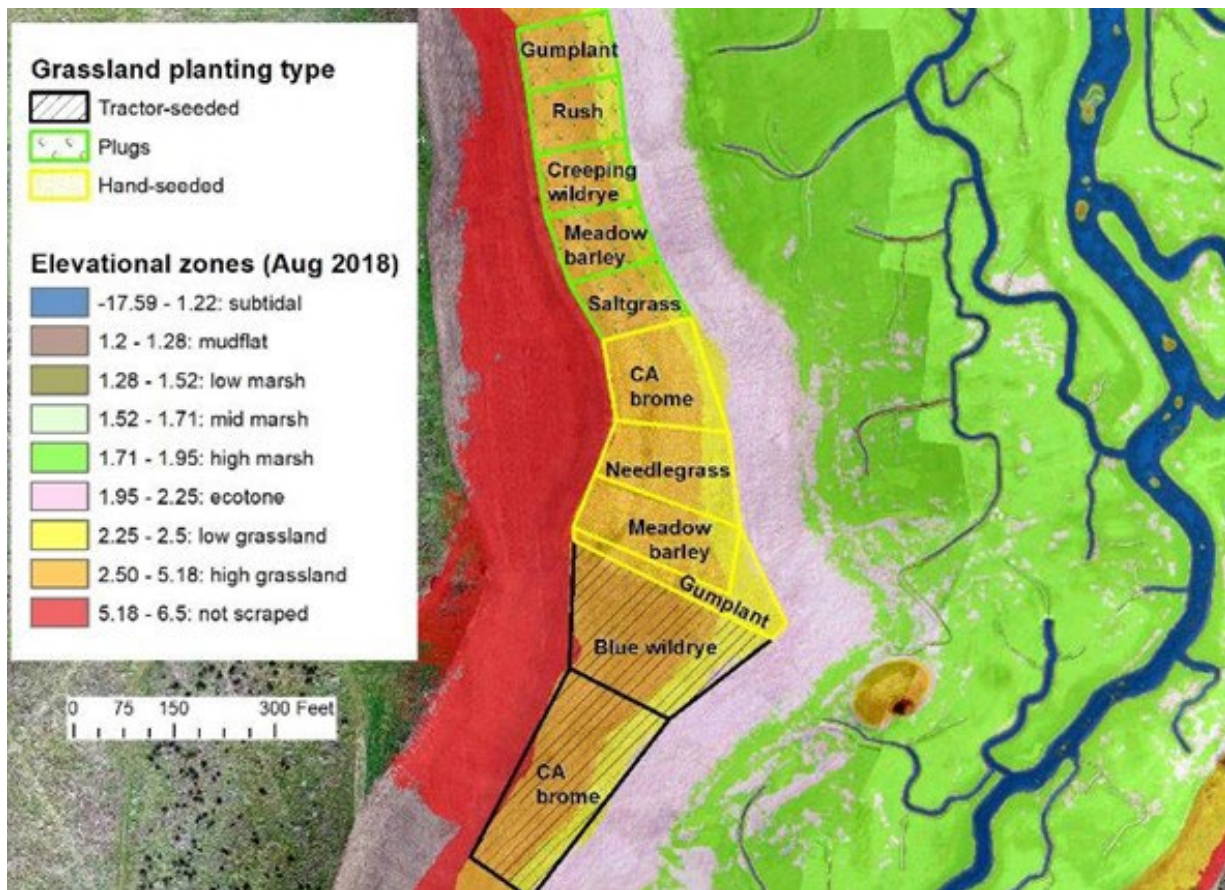 Grassland planting type
Tractor-seeded
Plugs
Hand-seeded
Elevational zones (Aug 2018)
-17.59 - 1.22: subtidal
1.2 - 1.28: mudflat
1.28 - 1.52: low marsh
1.52 - 1.71: mid marsh
1.71 - 1.95: high marsh
1.95 - 2.25: ecotone
2.25 - 2.5: low grassland
2.50 - 5.18: high grassland
5.18 - 6.5: not scraped
0 75 150 300 Feet
Gumplant
Rush
Creeping
wildrye
Meadow
barley
Saltgrass
CA
brome
Needlegrass
Meadow
barley
Gumplant
Blue wildrye
CA
brome